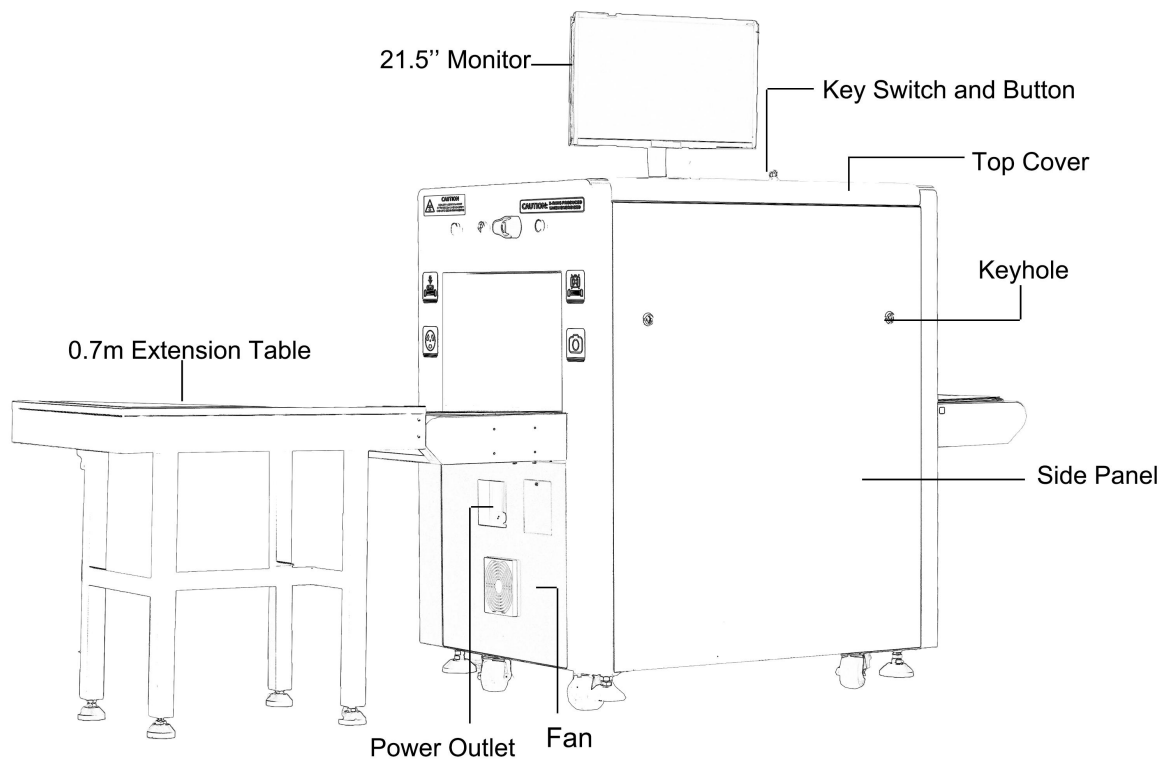 21.5’’ Monitor
Key Switch and Button
Top Cover
CAUTION
CAUTION:
Keyhole
0.7m Extension Table
Side Panel
Power Outlet
Fan